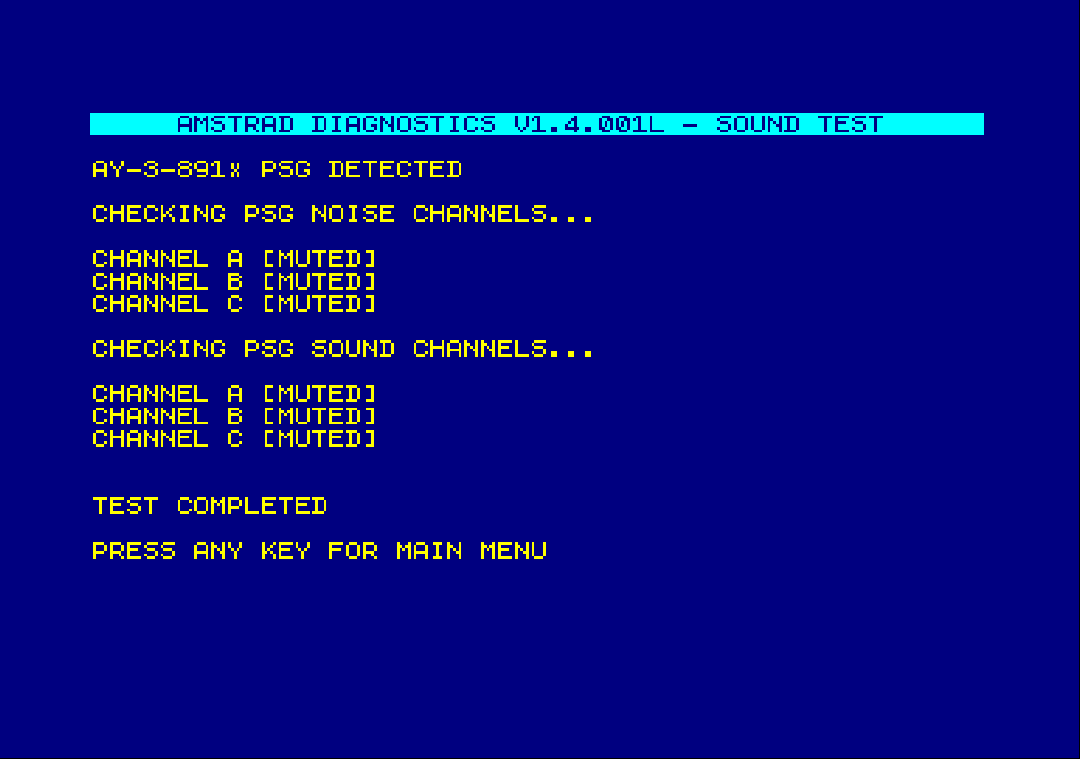 AMSTRAD DIAGNOSTICS V1.4.001L - SOUND TEST
AY-3-891x PSG DETECTED
CHECKING PSG NOISE CHANNELS...
CHANNEL A [MUTED]
CHANNEL B [MUTED]
CHANNEL C [MUTED]
CHECKING PSG SOUND CHANNELS...
CHANNEL A [MUTED]
CHANNEL B [MUTED]
CHANNEL C [MUTED]
TEST COMPLETED
PRESS ANY KEY FOR MAIN MENU